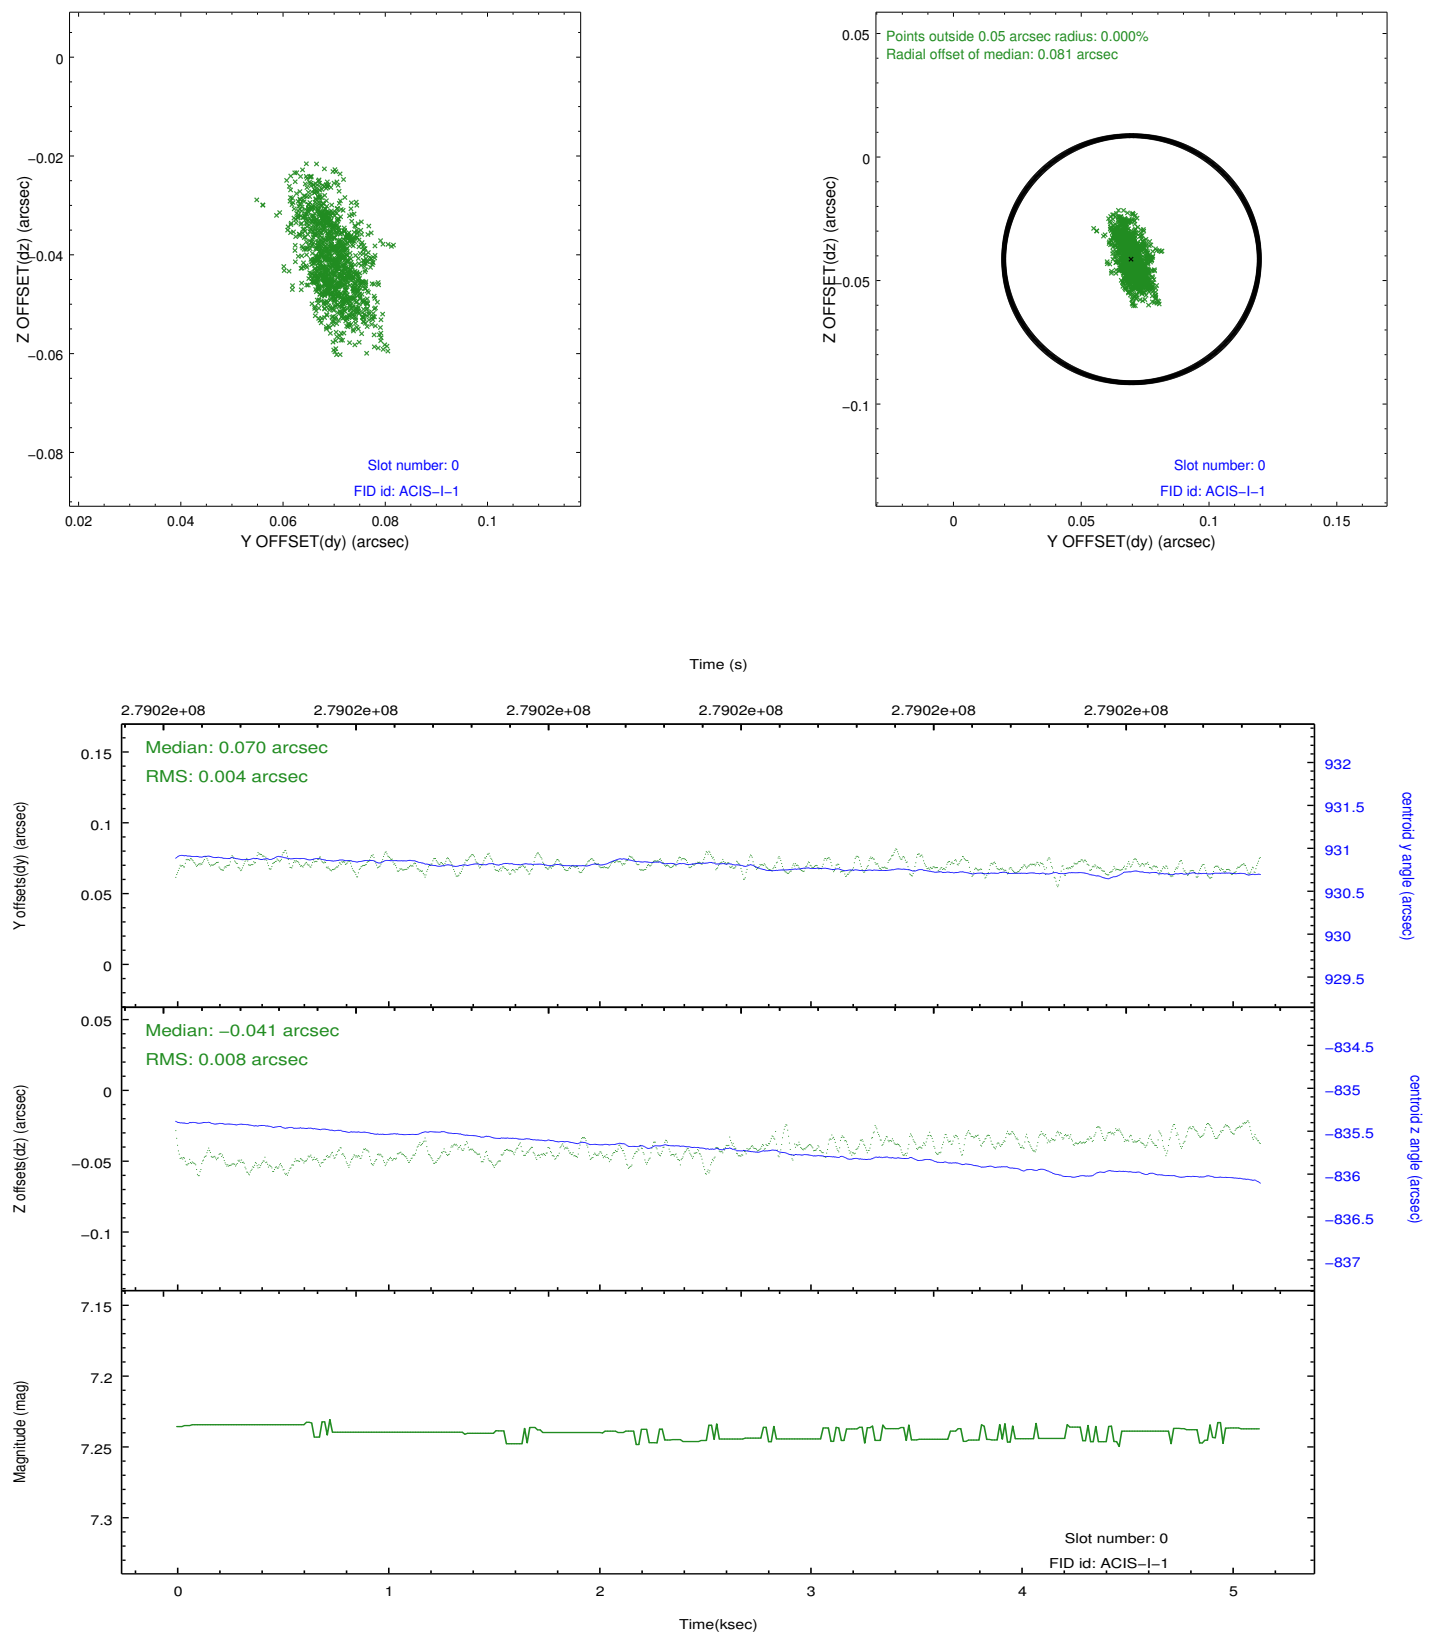 0
−0.02
−0.04
−0.06
−0.08
Z OFFSET(dz) (arcsec)
Slot number: 0
FID id: ACIS−I−1
0.02 0.04 0.06 0.08 0.1
Y OFFSET(dy) (arcsec)
Points outside 0.05 arcsec radius: 0.000%
Radial offset of median: 0.081 arcsec
0.05
0
−0.05
−0.1
Z OFFSET(dz) (arcsec)
Slot number: 0
FID id: ACIS−I−1
0 0.05 0.1 0.15
Y OFFSET(dy) (arcsec)
Time (s)
2.7902e+08 2.7902e+08 2.7902e+08 2.7902e+08 2.7902e+08 2.7902e+08
Median: 0.070 arcsec
RMS: 0.004 arcsec
0.15
0.1
0.05
0
Y offsets(dy) (arcsec)
932
931.5
931
930.5
930
929.5
centroid y angle (arcsec)
Median: −0.041 arcsec
RMS: 0.008 arcsec
0.05
0
−0.05
−0.1
Z offsets(dz) (arcsec)
−834.5
−835
−835.5
−836
−836.5
−837
centroid z angle (arcsec)
7.15
7.2
7.25
7.3
Magnitude (mag)
Slot number: 0
FID id: ACIS−I−1
0 1 2 3 4 5
Time(ksec)